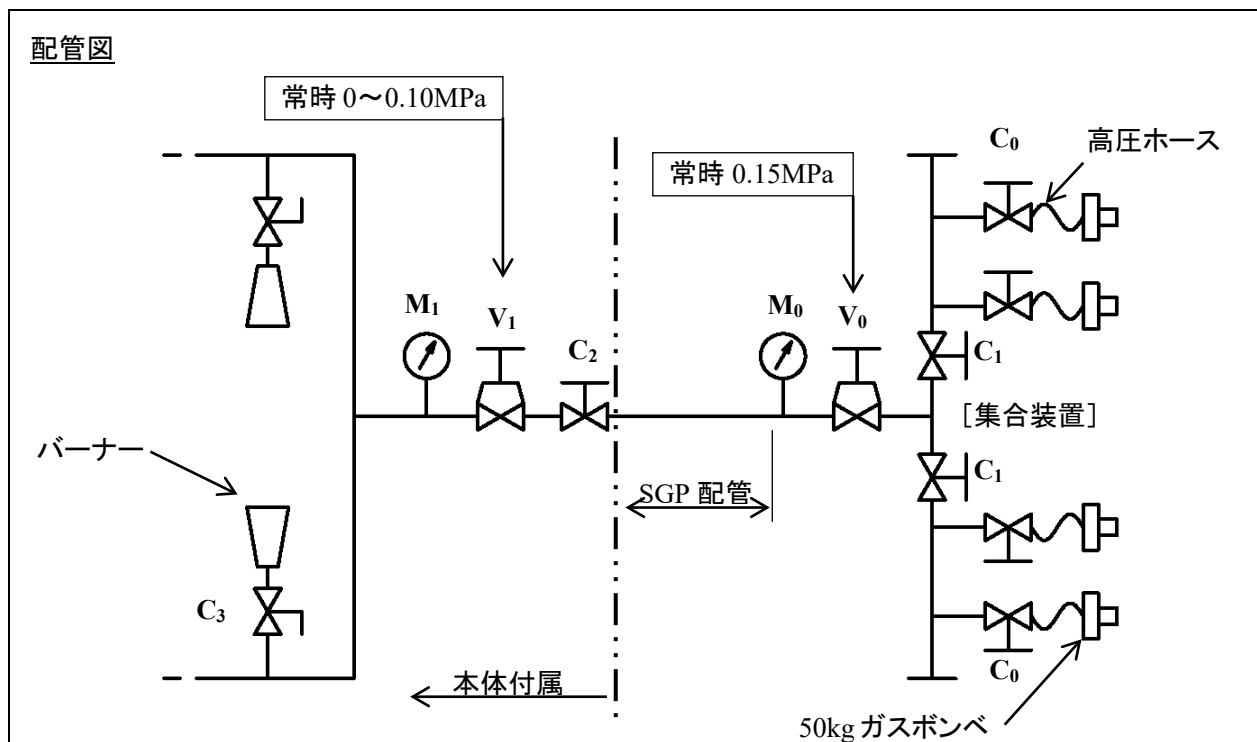 配管図
常時 0～0.10MPa
常時 0.15MPa
C₀
高圧ホース
M₁
V₁
C₂
M₀
V₀
C₁
［集合装置］
バーナー
SGP 配管
C₁
C₃
本体付属
C₀
50kg ガスボンベ